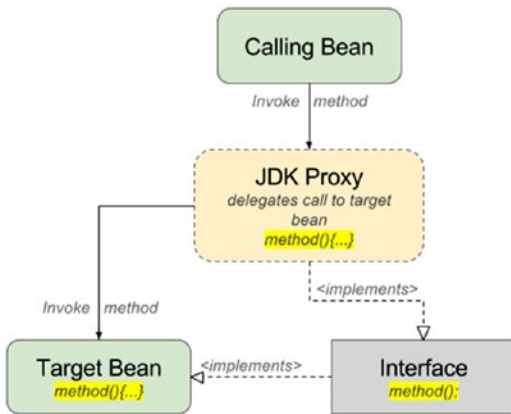 Calling Bean
Invoke method
JDK Proxy
delegates call to target
bean
method(){...}
<implements>
Invoke method
Target Bean
method(){...}
<implements>
Interface
method();